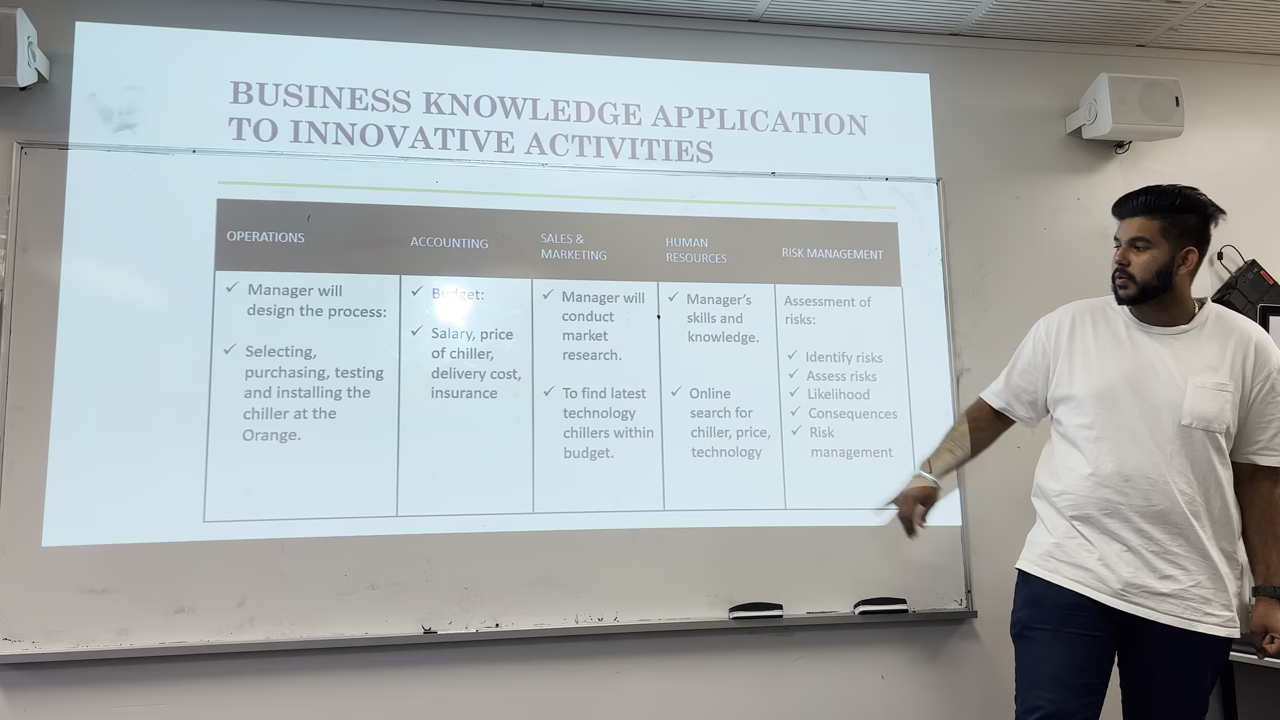 BUSINESS KNOWLEDGE APPLICATION
TO INNOVATIVE ACTIVITIES
OPERATIONS
✓ Manager will
design the process:
✓ Selecting,
purchasing, testing
and installing the
chiller at the
Orange.
ACCOUNTING
✓ Budget:
✓ Salary, price
of chiller,
delivery cost,
insurance
SALES &
MARKETING
✓ Manager will
conduct
market
research.
✓ To find latest
technology
chillers within
budget.
HUMAN
RESOURCES
✓ Manager's
skills and
knowledge.
✓ Online
search for
chiller, price,
technology
RISK MANAGEMENT
Assessment of
risks:
✓ Identify risks
✓ Assess risks
✓ Likelihood
✓ Consequences
✓ Risk
management